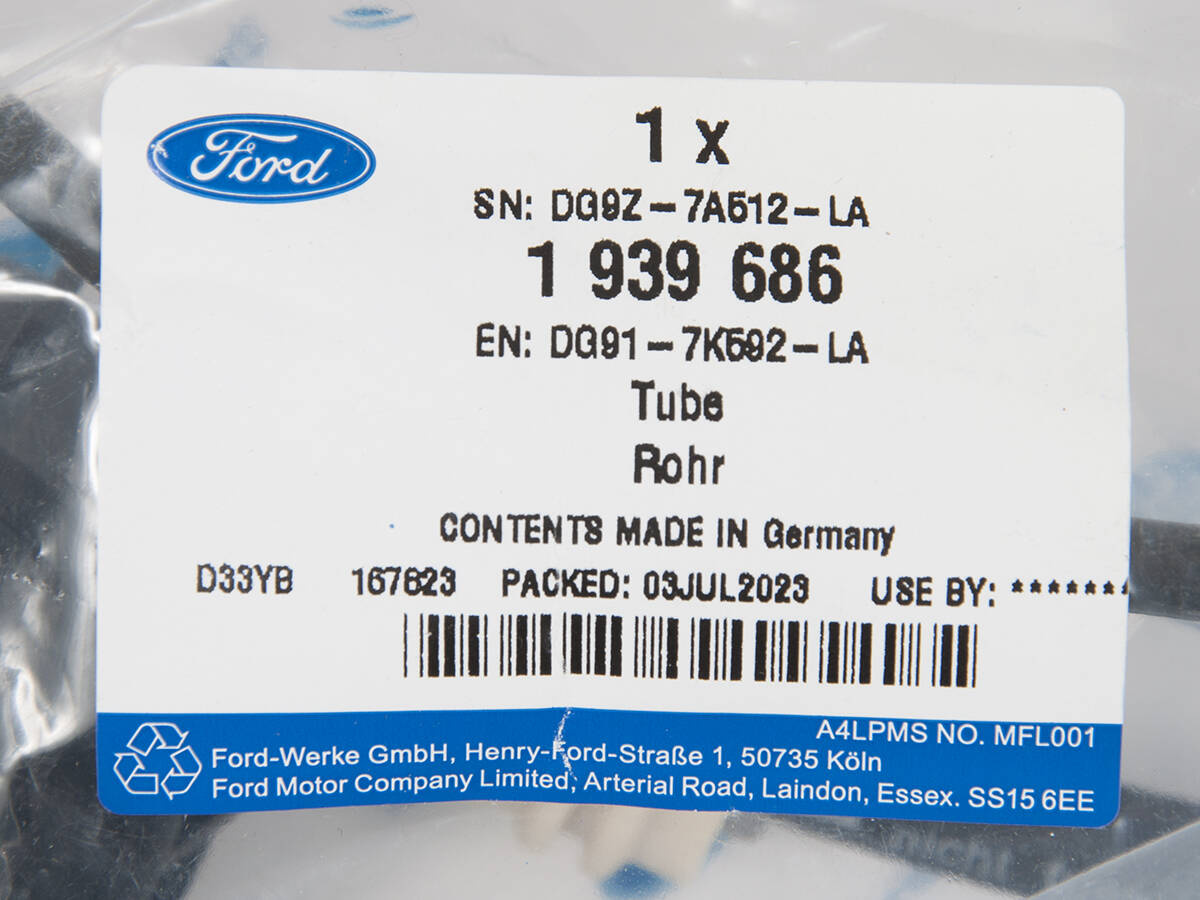 Ford
1 x
SN: DG9Z-7A512-LA
1 939 686
EN: DG91-7K592-LA
Tube
Rohr
CONTENTS MADE IN Germany
D33YB 167623 PACKED: 03JUL2023 USE BY: *******
A4LPMS NO. MFL001
Ford-Werke GmbH, Henry-Ford-Straße 1, 50735 Köln
Ford Motor Company Limited, Arterial Road, Laindon, Essex. SS15 6EE